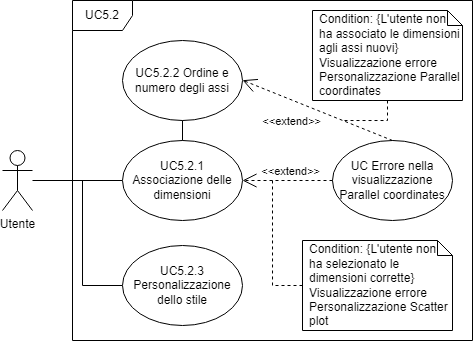 UC5.2
Condition: {L'utente non
ha associato le dimensioni
agli assi nuovi}
Visualizzazione errore
Personalizzazione Parallel
coordinates
UC5.2.2 Ordine e
numero degli assi
<<extend>>
UC5.2.1
Associazione delle
dimensioni
<<extend>>
UC Errore nella
visualizzazione
Parallel coordinates
Utente
UC5.2.3
Personalizzazione
dello stile
Condition: {L'utente non
ha selezionato le
dimensioni corrette}
Visualizzazione errore
Personalizzazione Scatter
plot